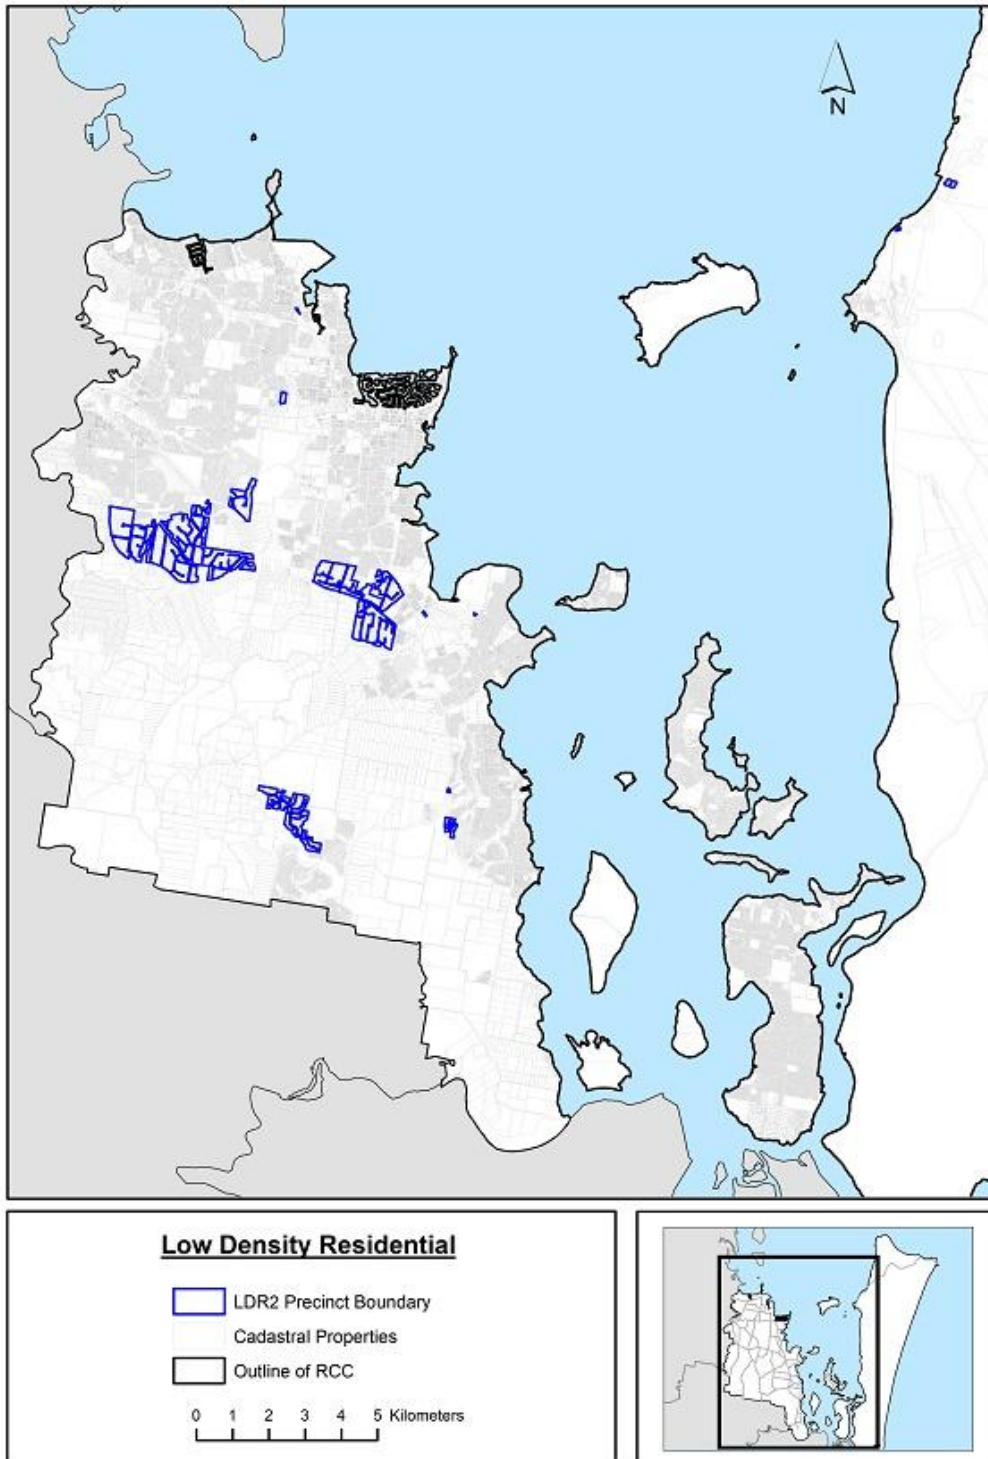 N
Low Density Residential
LDR2 Precinct Boundary
Cadastral Properties
Outline of RCC
0 1 2 3 4 5 Kilometers